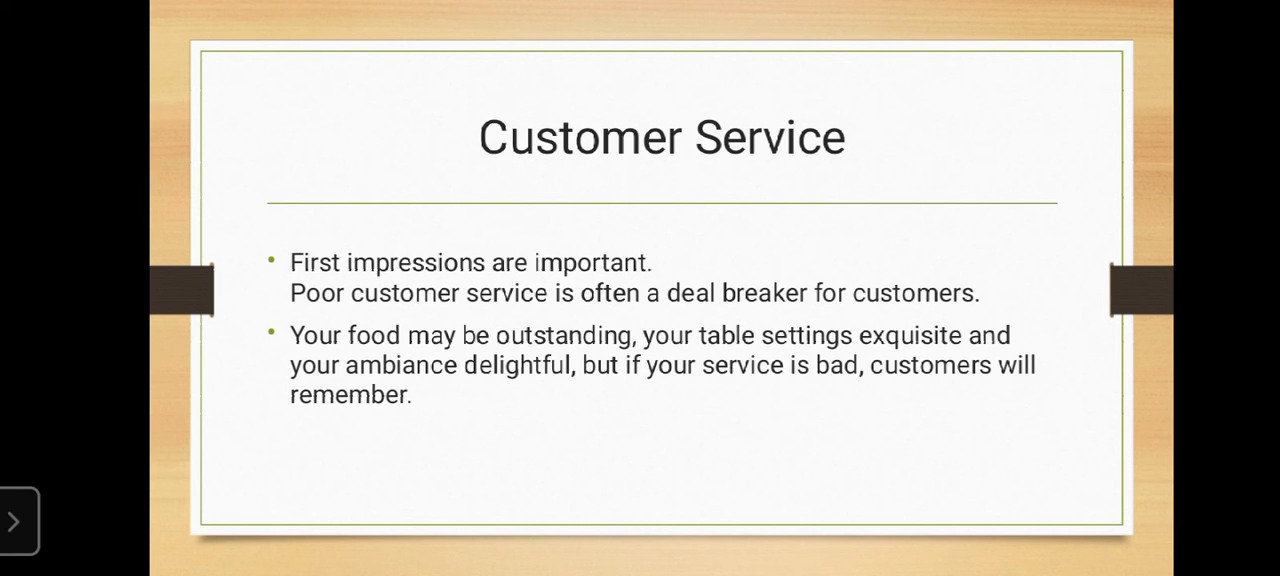 Customer Service
• First impressions are important.
Poor customer service is often a deal breaker for customers.
• Your food may be outstanding, your table settings exquisite and
your ambiance delightful, but if your service is bad, customers will
remember.